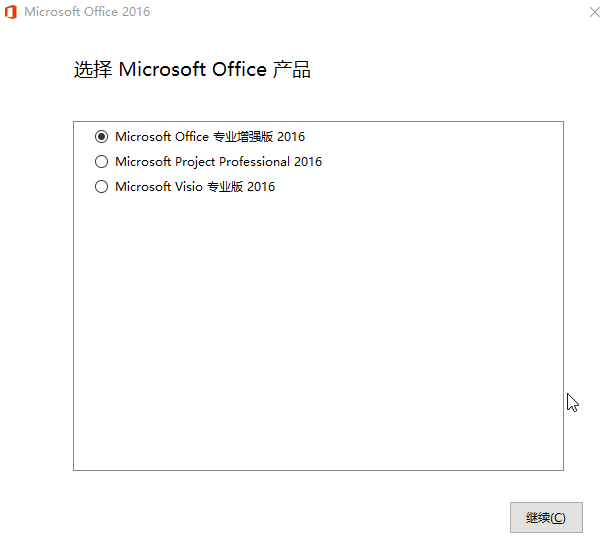 Microsoft Office 2016
选择 Microsoft Office 产品
Microsoft Office 专业增强版 2016
Microsoft Project Professional 2016
Microsoft Visio 专业版 2016
继续(C)